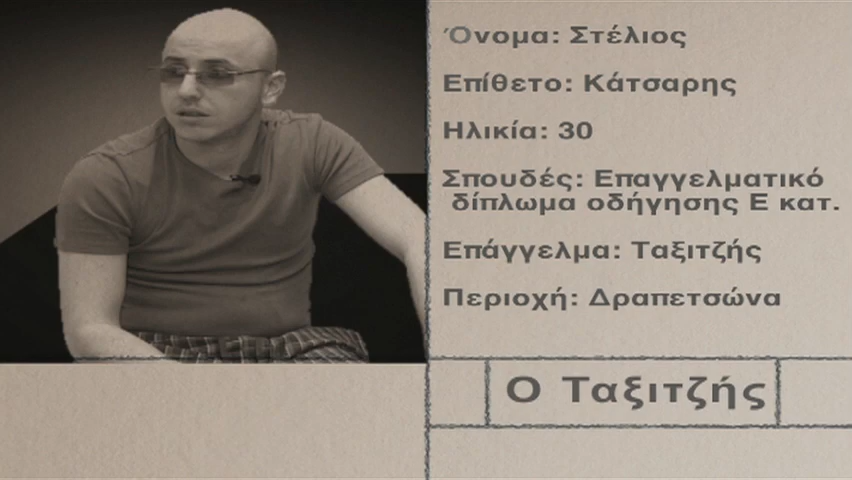 Όνομα: Στέλιος
Επίθετο: Κάτσαρης
Ηλικία: 30
Σπουδές: Επαγγελματικό
δίπλωμα οδήγησης Ε κατ.
Επάγγελμα: Ταξιτζής
Περιοχή: Δραπετσώνα
Ο Ταξιτζής